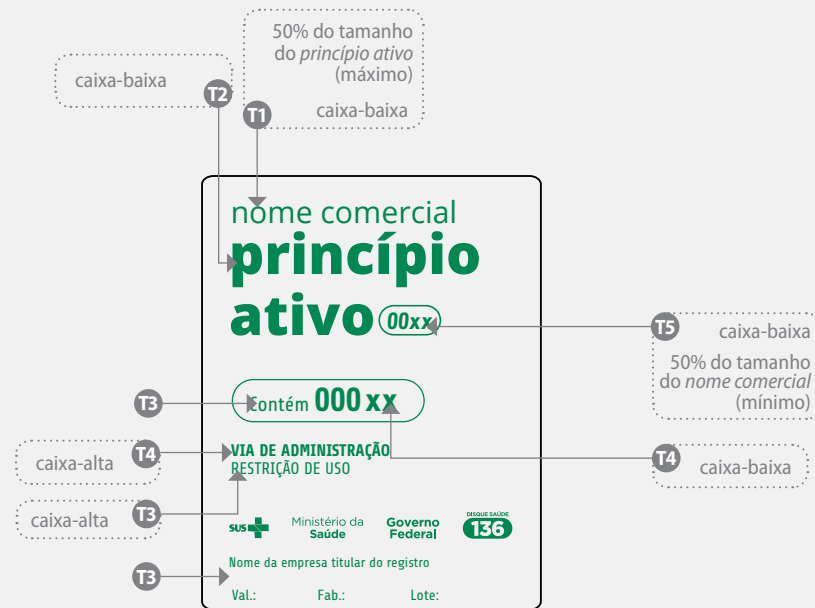 50% do tamanho
do princípio ativo
(máximo)
caixa-baixa
caixa-baixa
T2
T1
nome comercial
princípio
ativo 00xx
T5
caixa-baixa
50% do tamanho
do nome comercial
(mínimo)
T3
Contém 000 xx
caixa-alta
T4
VIA DE ADMINISTRAÇÃO
RESTRIÇÃO DE USO
T4
caixa-baixa
caixa-alta
T3
SUS
Ministério da
Saúde
Governo
Federal
DISQUE SAÚDE
136
Nome da empresa titular do registro
T3
Val.: Fab.: Lote: